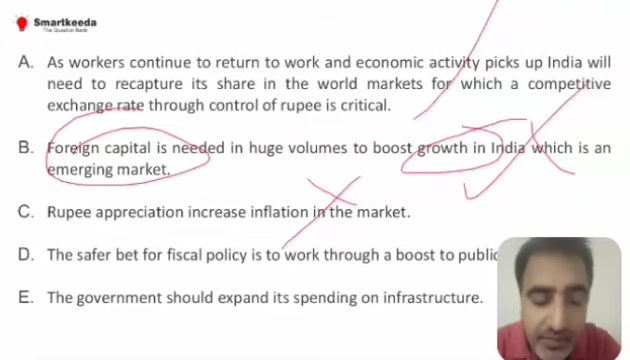 Smartkeeda
The Question Bank
A. As workers continue to return to work and economic activity picks up India will
need to recapture its share in the world markets for which a competitive
exchange rate through control of rupee is critical.
B. Foreign capital is needed in huge volumes to boost growth in India which is an
emerging market.
C. Rupee appreciation increase inflation in the market.
D. The safer bet for fiscal policy is to work through a boost to public
E. The government should expand its spending on infrastructure.